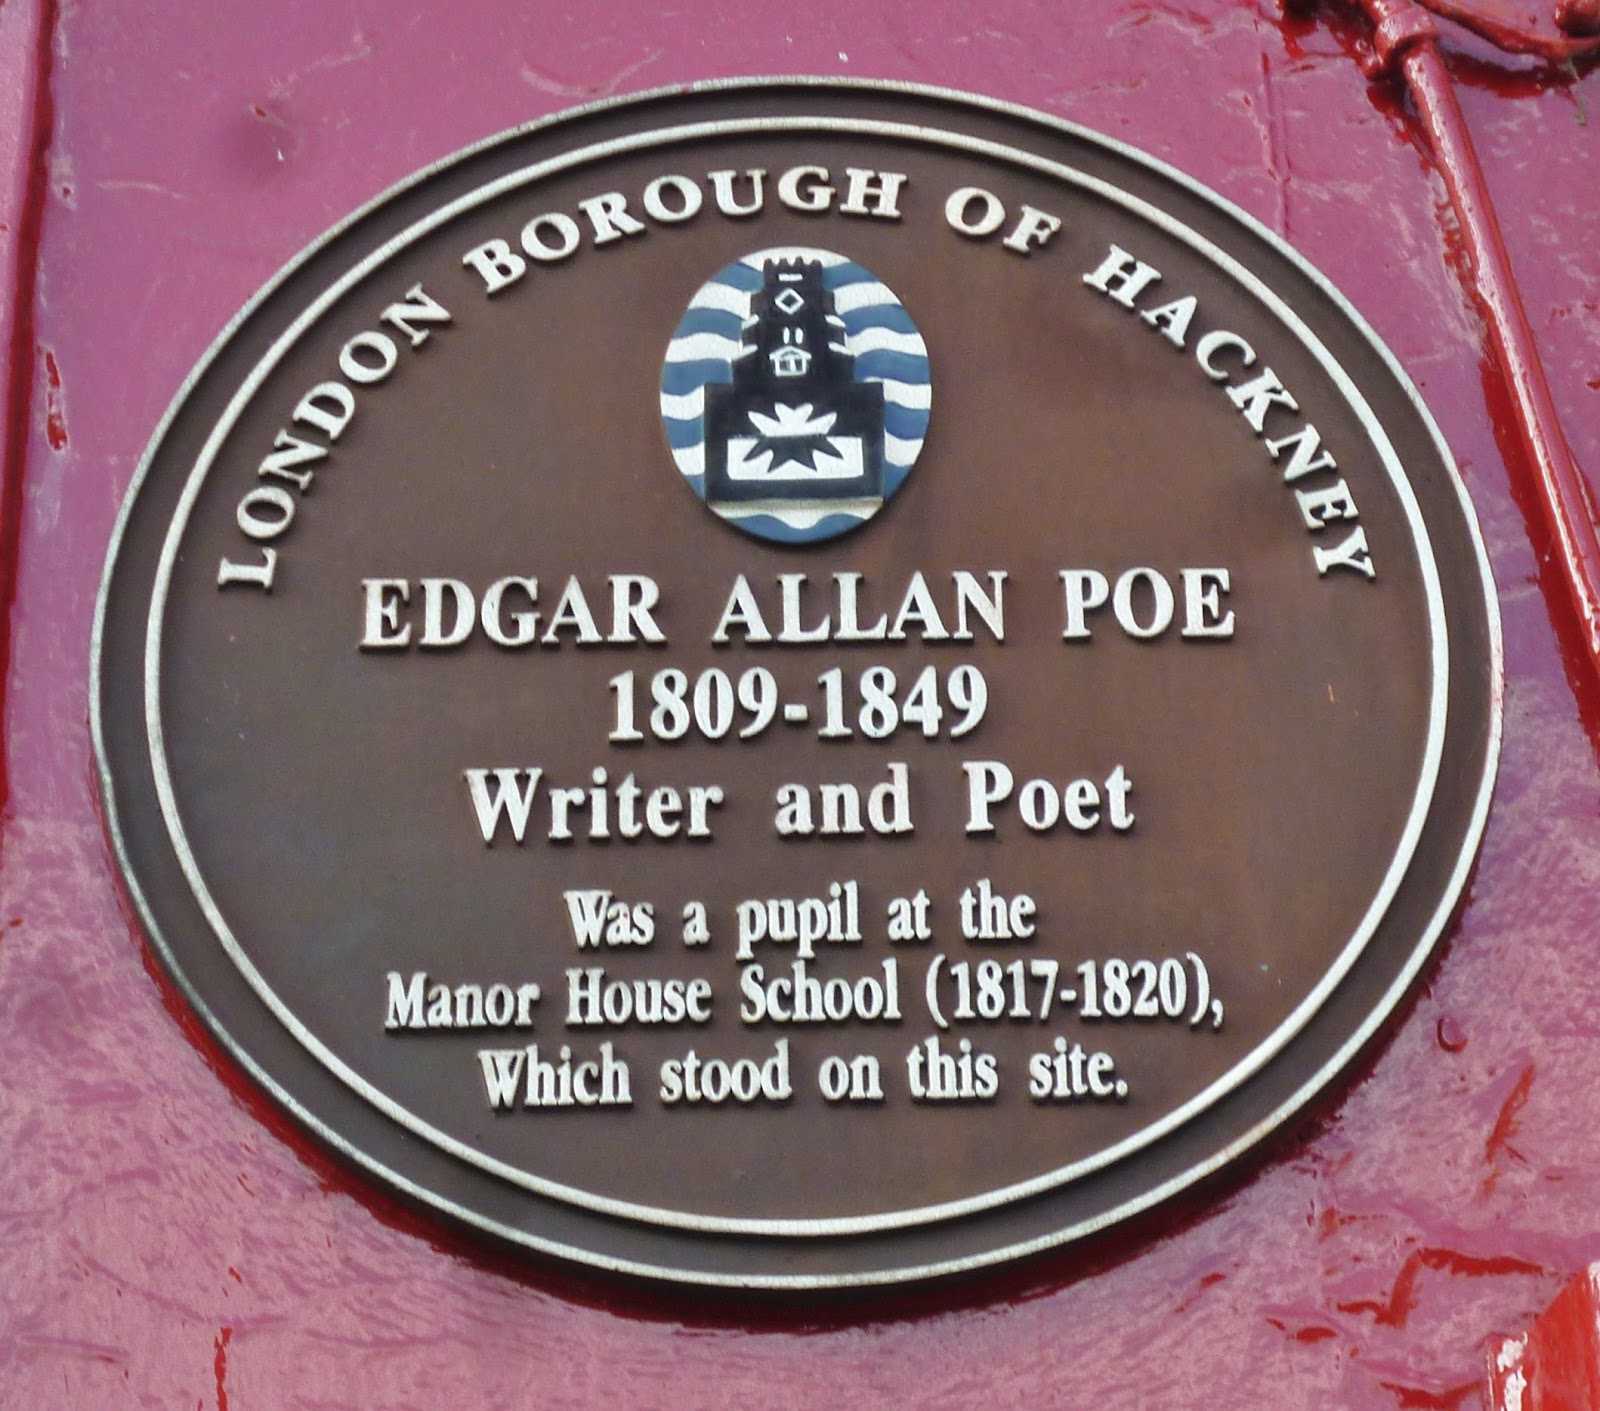 LONDON BOROUGH OF HACKNEY
EDGAR ALLAN POE
1809-1849
Writer and Poet
Was a pupil at the
Manor House School (1817-1820),
Which stood on this site.